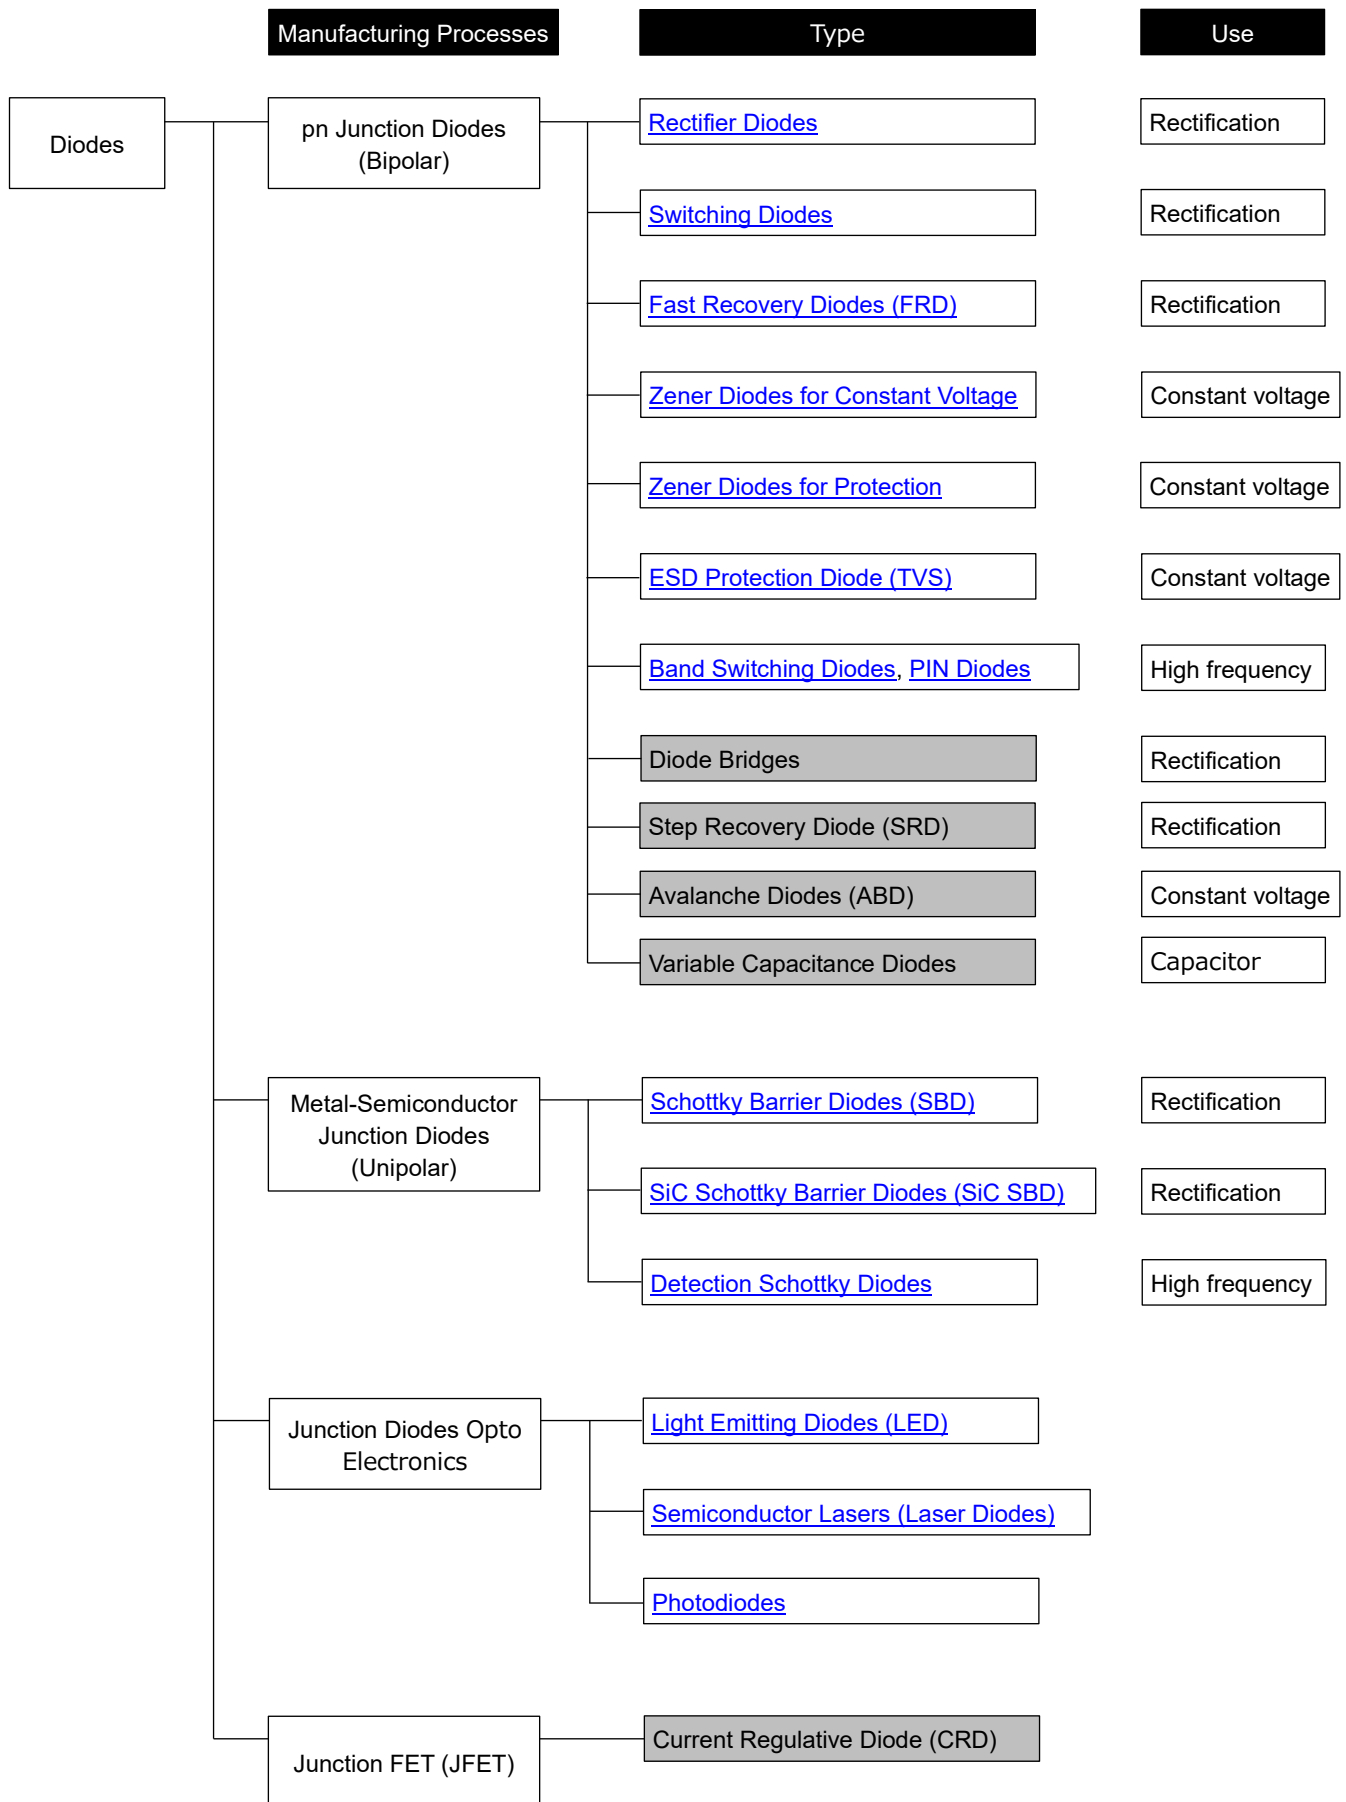 Manufacturing Processes
Type
Use
Diodes
pn Junction Diodes
(Bipolar)
Rectifier Diodes
Rectification
Switching Diodes
Rectification
Fast Recovery Diodes (FRD)
Rectification
Zener Diodes for Constant Voltage
Constant voltage
Zener Diodes for Protection
Constant voltage
ESD Protection Diode (TVS)
Constant voltage
Band Switching Diodes, PIN Diodes
High frequency
Diode Bridges
Rectification
Step Recovery Diode (SRD)
Rectification
Avalanche Diodes (ABD)
Constant voltage
Variable Capacitance Diodes
Capacitor
Metal-Semiconductor
Junction Diodes
(Unipolar)
Schottky Barrier Diodes (SBD)
Rectification
SiC Schottky Barrier Diodes (SiC SBD)
Rectification
Detection Schottky Diodes
High frequency
Junction Diodes Opto
Electronics
Light Emitting Diodes (LED)
Semiconductor Lasers (Laser Diodes)
Photodiodes
Junction FET (JFET)
Current Regulative Diode (CRD)